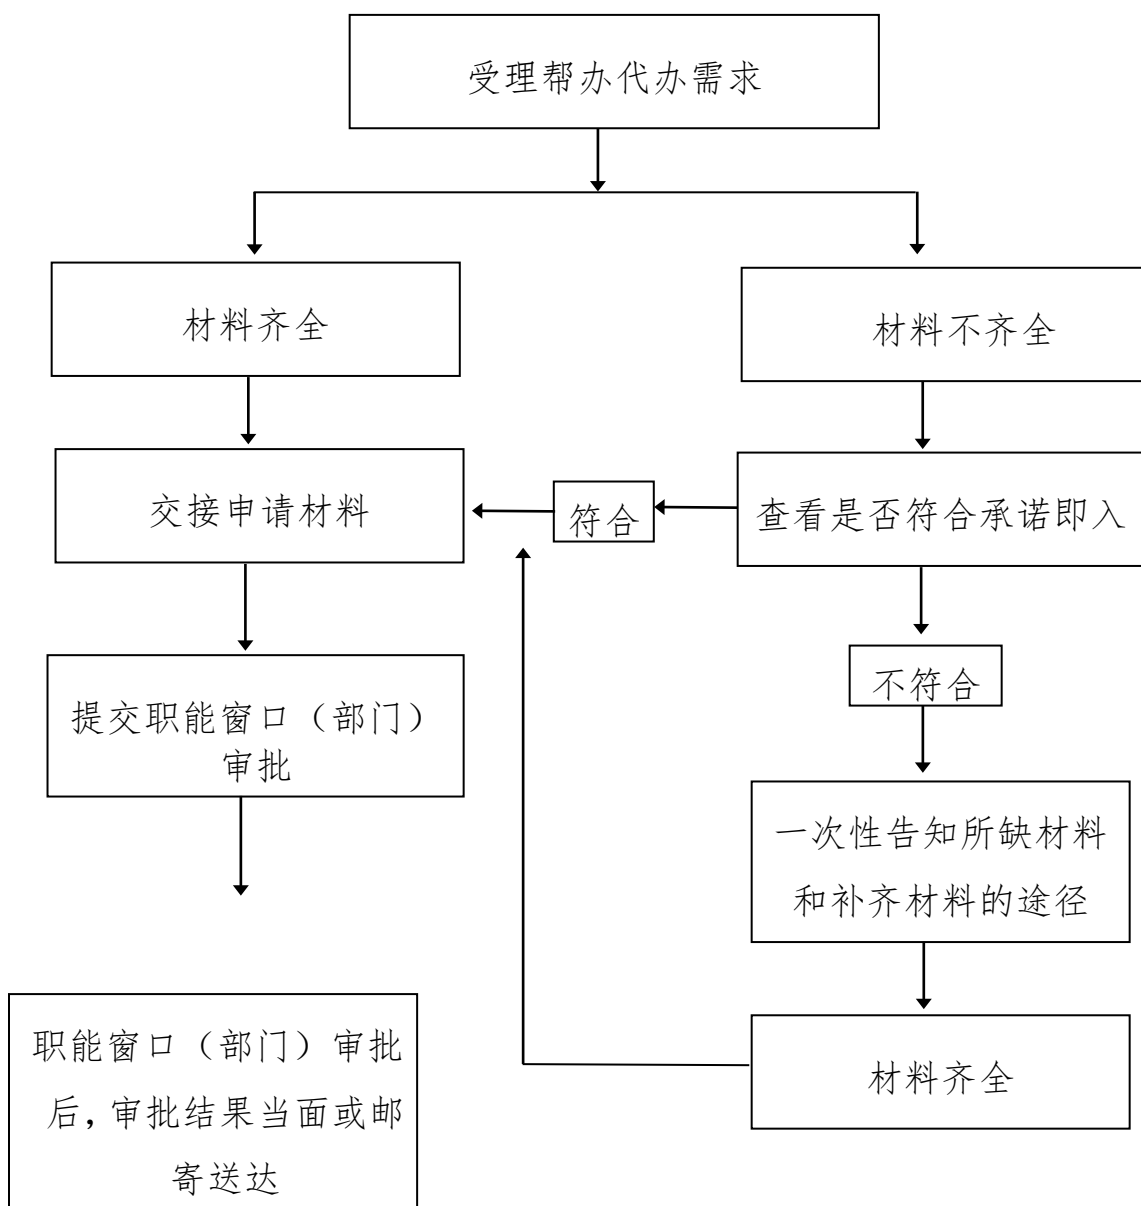 受理帮办代办需求
材料齐全
材料不齐全
交接申请材料
符合
查看是否符合承诺即入
不符合
提交职能窗口（部门）
审批
一次性告知所缺材料
和补齐材料的途径
职能窗口（部门）审批
后，审批结果当面或邮
寄送达
材料齐全